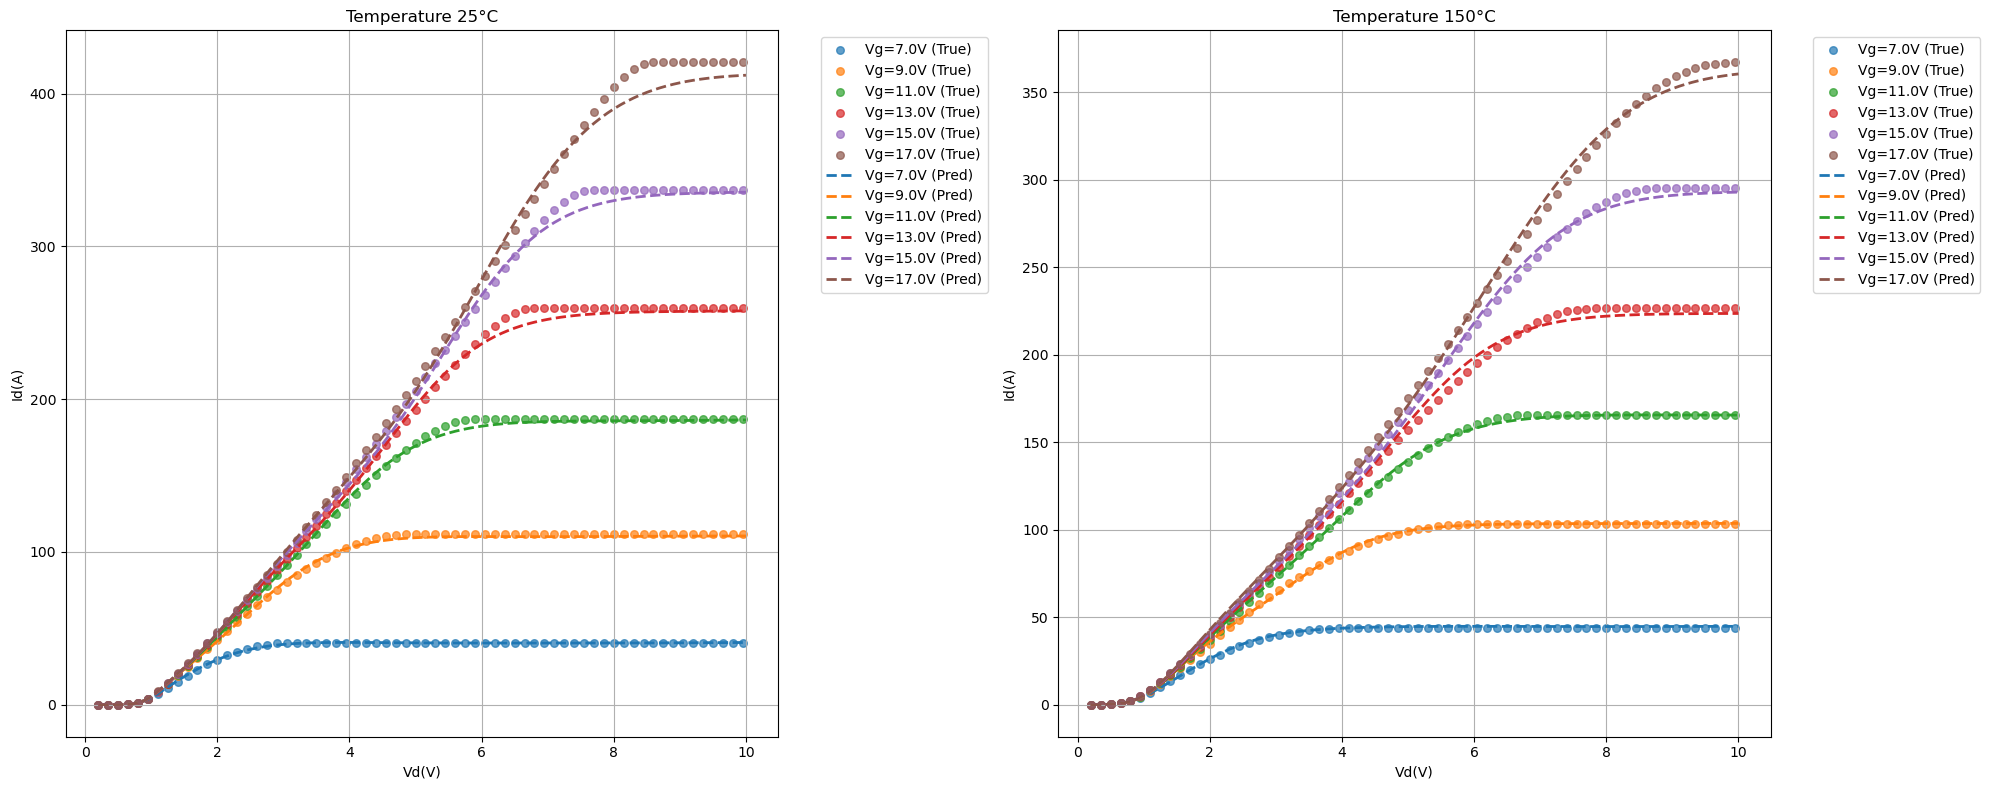 Temperature 25°C
Id(A)
400
300
200
100
0
0 2 4 6 8 10
Vd(V)
Vg=7.0V (True)
Vg=9.0V (True)
Vg=11.0V (True)
Vg=13.0V (True)
Vg=15.0V (True)
Vg=17.0V (True)
Vg=7.0V (Pred)
Vg=9.0V (Pred)
Vg=11.0V (Pred)
Vg=13.0V (Pred)
Vg=15.0V (Pred)
Vg=17.0V (Pred)
Temperature 150°C
Id(A)
350
300
250
200
150
100
50
0
0 2 4 6 8 10
Vd(V)
Vg=7.0V (True)
Vg=9.0V (True)
Vg=11.0V (True)
Vg=13.0V (True)
Vg=15.0V (True)
Vg=17.0V (True)
Vg=7.0V (Pred)
Vg=9.0V (Pred)
Vg=11.0V (Pred)
Vg=13.0V (Pred)
Vg=15.0V (Pred)
Vg=17.0V (Pred)